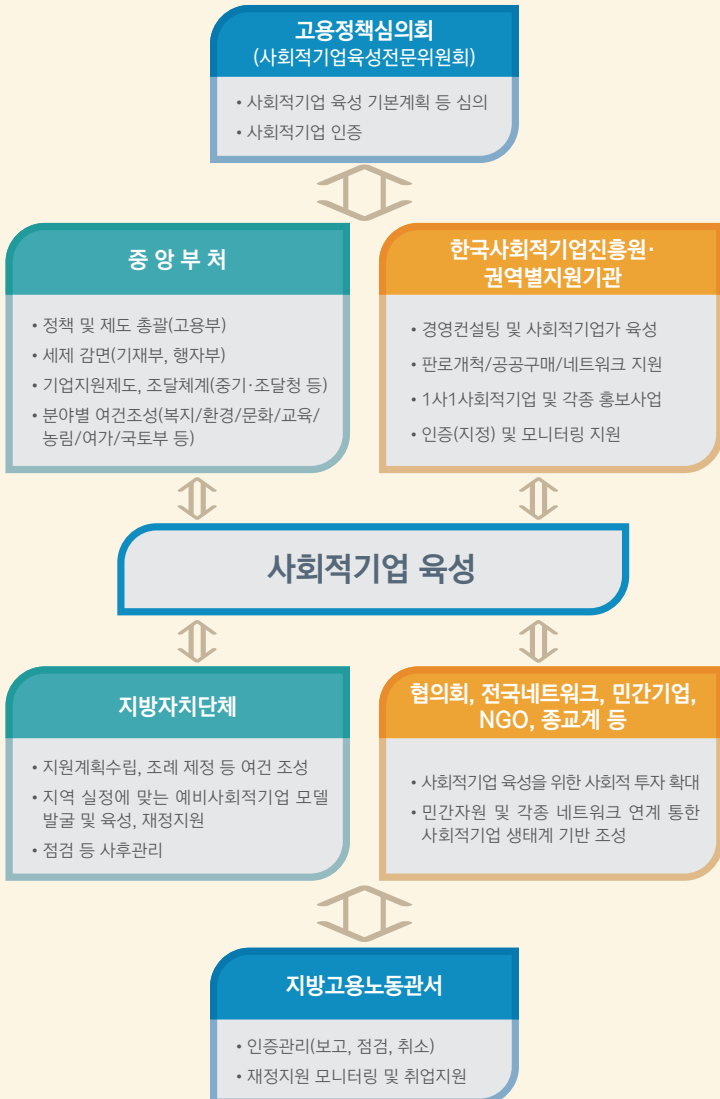 고용정책심의회
(사회적기업육성전문위원회)
• 사회적기업 육성 기본계획 등 심의
• 사회적기업 인증
중앙부처
• 정책 및 제도 총괄(고용부)
• 세제 감면(기재부, 행자부)
• 기업지원제도, 조달체계(중기·조달청 등)
• 분야별 여건조성(복지/환경/문화/교육/
농림/여가/국토부 등)
한국사회적기업진흥원·
권역별지원기관
• 경영컨설팅 및 사회적기업가 육성
• 판로개척/공공구매/네트워크 지원
• 1사1사회적기업 및 각종 홍보사업
• 인증(지정) 및 모니터링 지원
사회적기업 육성
지방자치단체
• 지원계획수립, 조례 제정 등 여건 조성
• 지역 실정에 맞는 예비사회적기업 모델
발굴 및 육성, 재정지원
• 점검 등 사후관리
협의회, 전국네트워크, 민간기업,
NGO, 종교계 등
• 사회적기업 육성을 위한 사회적 투자 확대
• 민간자원 및 각종 네트워크 연계 통한
사회적기업 생태계 기반 조성
지방고용노동관서
• 인증관리(보고, 점검, 취소)
• 재정지원 모니터링 및 취업지원